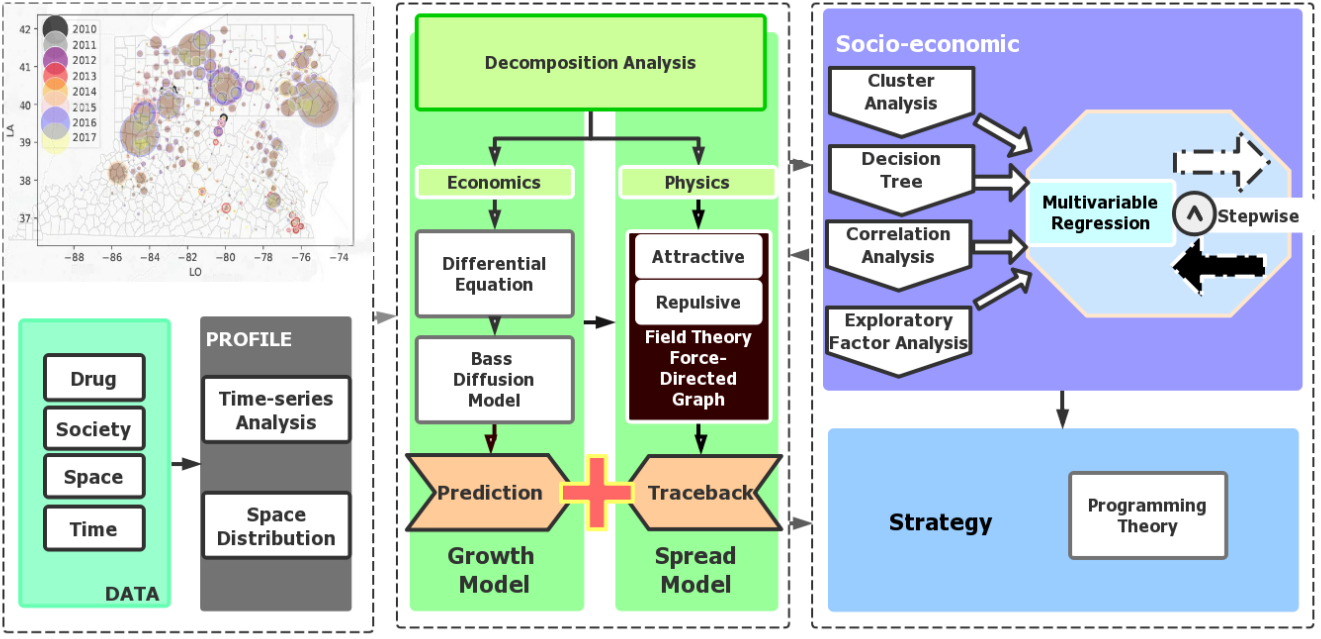 42
41
40
39
38
37
LA
2010
2011
2012
2013
2014
2015
2016
2017
−88
−86
−84
−82
−80
−78
−76
−74
LO
Drug
Society
Space
Time
DATA
PROFILE
Time-series
Analysis
Space
Distribution
Decomposition Analysis
Economics
Physics
Differential
Equation
Bass
Diffusion
Model
Attractive
Repulsive
Field Theory
Force-
Directed
Graph
Prediction
Traceback
Growth
Model
Spread
Model
Socio-economic
Cluster
Analysis
Decision
Tree
Correlation
Analysis
Exploratory
Factor Analysis
Multivariable
Regression
Stepwise
Strategy
Programming
Theory